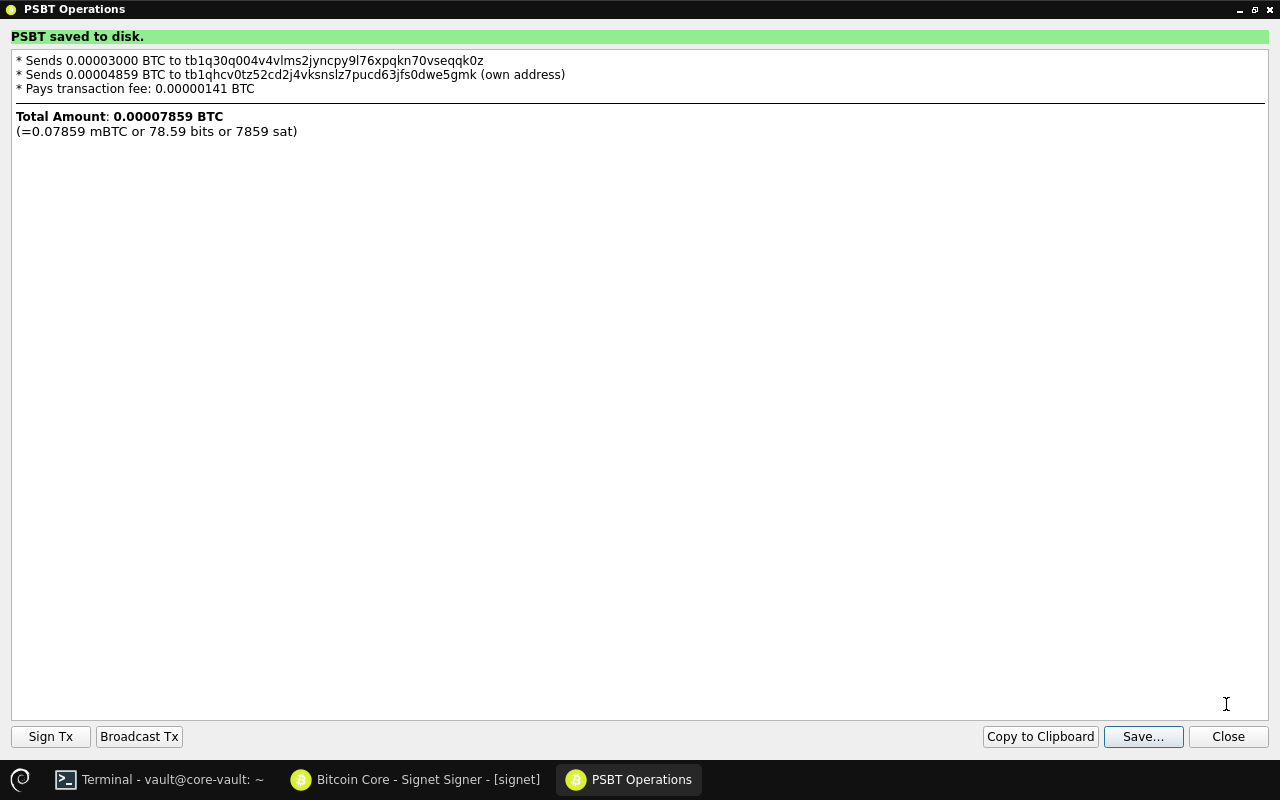 PSBT Operations
PSBT saved to disk.
* Sends 0.00003000 BTC to tb1q30q004v4vlms2jyncpy9l76xpqkn70vseqqk0z
* Sends 0.00004859 BTC to tb1qhcv0tz52cd2j4vksnslz7pucd63jfs0dwe5gmk (own address)
* Pays transaction fee: 0.00000141 BTC
Total Amount: 0.00007859 BTC
(=0.07859 mBTC or 78.59 bits or 7859 sat)
Sign Tx Broadcast Tx Copy to Clipboard Save... Close
Terminal - vault@core-vault: ~ Bitcoin Core - Signet Signer - [signet] PSBT Operations